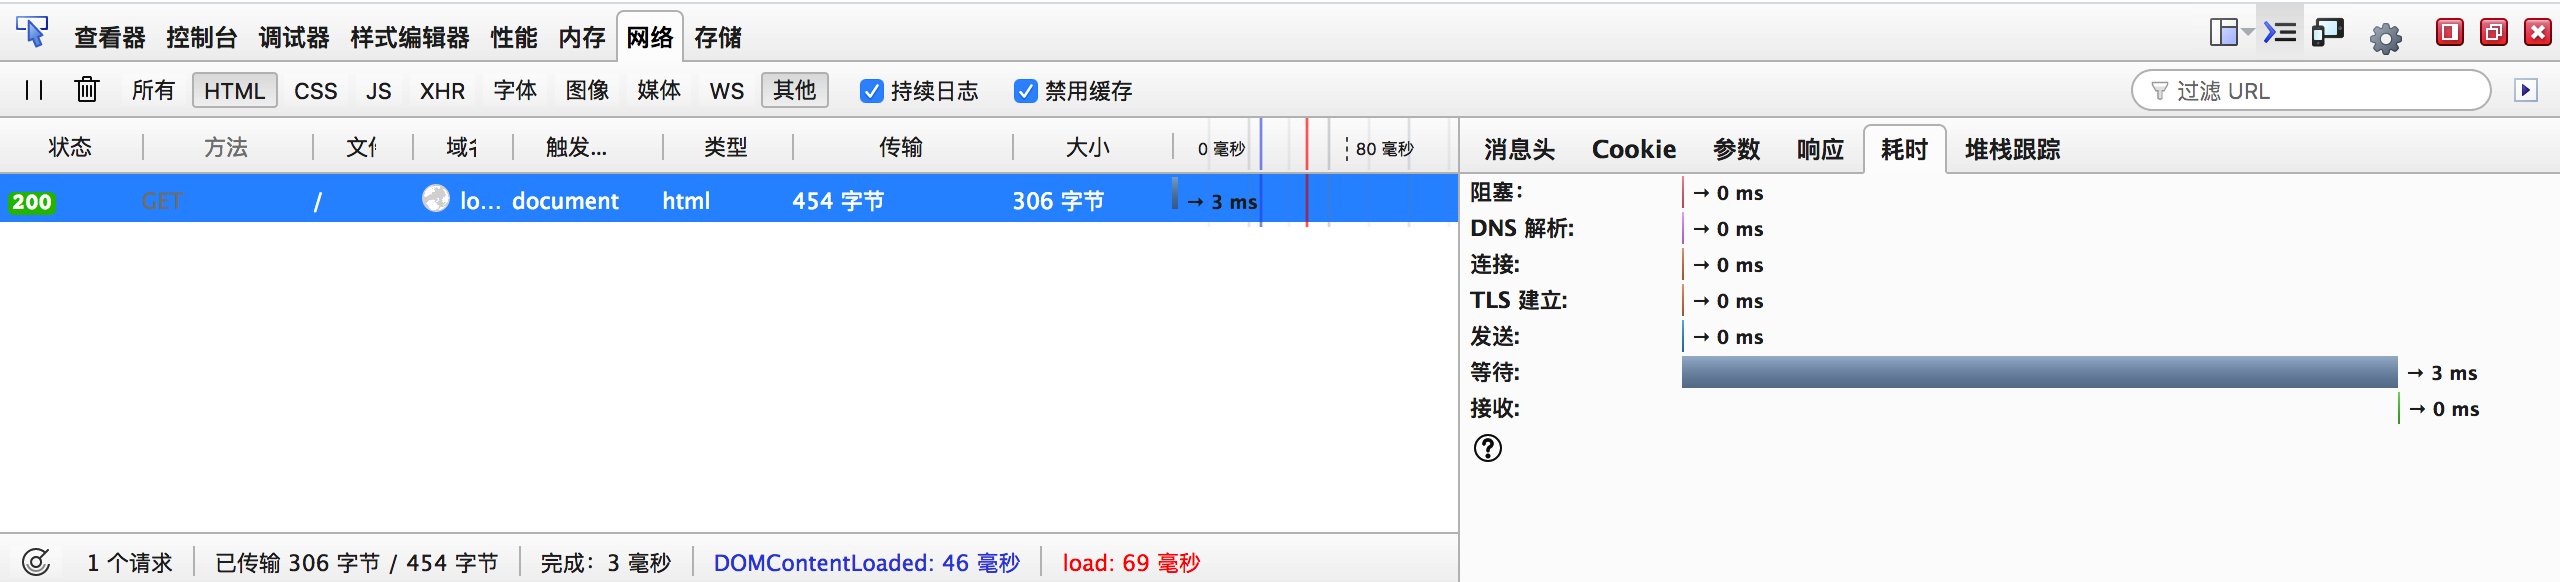 查看器 控制台 调试器 样式编辑器 性能 内存 网络 存储
所有 HTML CSS JS XHR 字体 图像 媒体 WS 其他 持续日志 禁用缓存 过滤 URL
状态 方法 文件 域名 触发... 类型 传输 大小 0 毫秒 80 毫秒
200 GET / lo... document html 454 字节 306 字节 → 3 ms
1 个请求 已传输 306 字节 / 454 字节 完成：3 毫秒 DOMContentLoaded: 46 毫秒 load: 69 毫秒
消息头 Cookie 参数 响应 耗时 堆栈跟踪
阻塞： → 0 ms
DNS 解析: → 0 ms
连接: → 0 ms
TLS 建立: → 0 ms
发送: → 0 ms
等待: → 3 ms
接收: → 0 ms